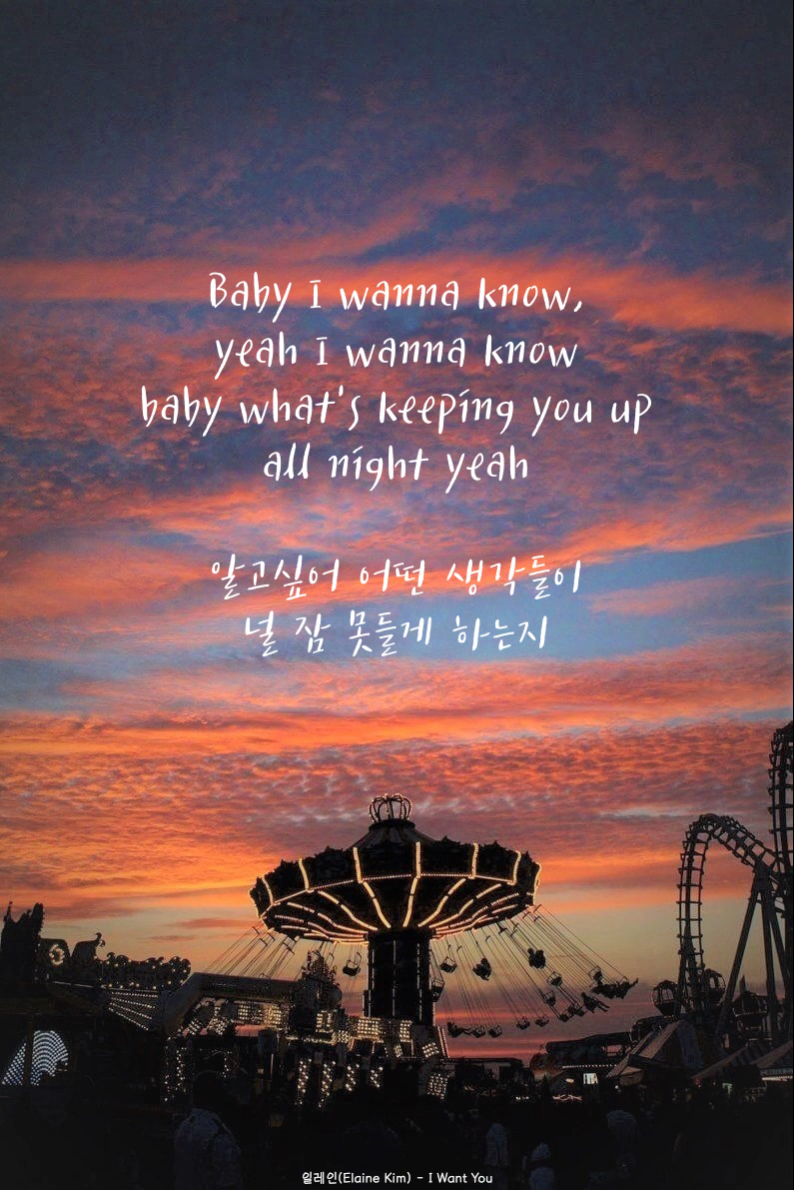 Baby I wanna know,
yeah I wanna know
baby what's keeping you up
all night yeah
알고싶어 어떤 생각들이
널 잠 못들게 하는지
일레인(Elaine Kim) - I Want You